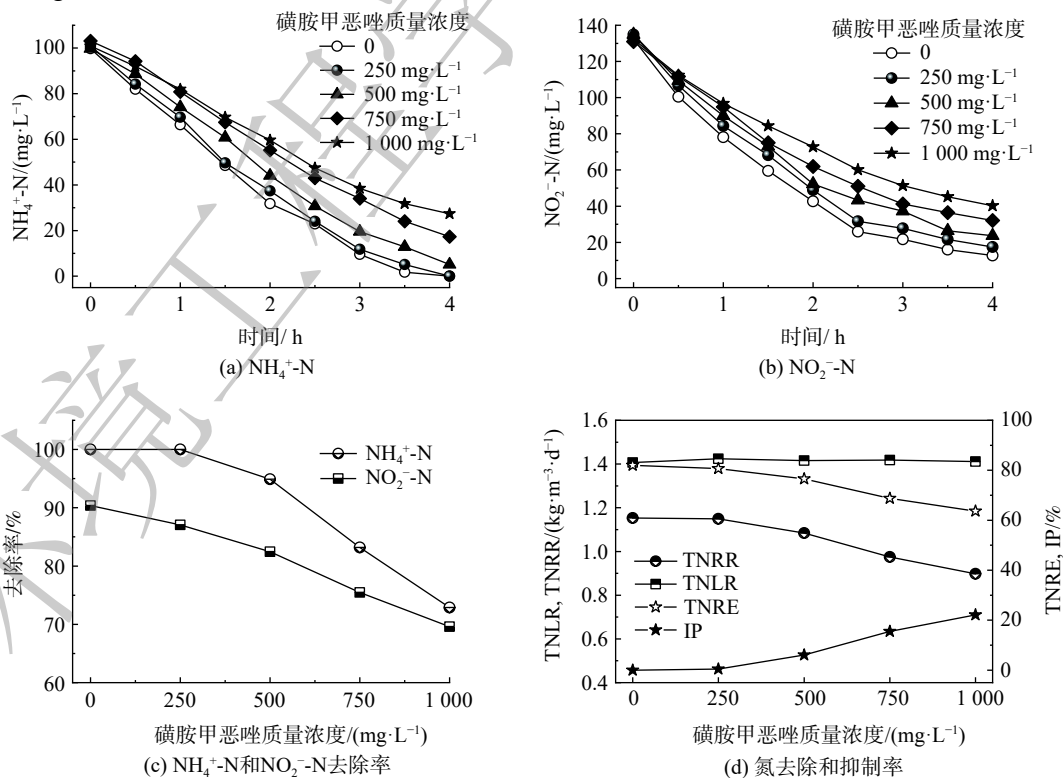 磺胺甲恶唑质量浓度
0
250 mg·L⁻¹
500 mg·L⁻¹
750 mg·L⁻¹
1 000 mg·L⁻¹
NH₄⁺-N/(mg·L⁻¹)
100
80
60
40
20
0
0 1 2 3 4
时间/ h
(a) NH₄⁺-N
磺胺甲恶唑质量浓度
0
250 mg·L⁻¹
500 mg·L⁻¹
750 mg·L⁻¹
1 000 mg·L⁻¹
NO₂⁻-N/(mg·L⁻¹)
140
120
100
80
60
40
20
0
0 1 2 3 4
时间/ h
(b) NO₂⁻-N
去除率/%
100
90
80
70
60
NH₄⁺-N
NO₂⁻-N
0 250 500 750 1 000
磺胺甲恶唑质量浓度/(mg·L⁻¹)
(c) NH₄⁺-N和NO₂⁻-N去除率
TNLR, TNRR/(kg·m⁻³·d⁻¹)
1.6
1.4
1.2
1.0
0.8
0.6
0.4
TNRR
TNLR
TNRE
IP
100
80
60
40
20
0
TNRE, IP/%
0 250 500 750 1 000
磺胺甲恶唑质量浓度/(mg·L⁻¹)
(d) 氮去除和抑制率
境工程学